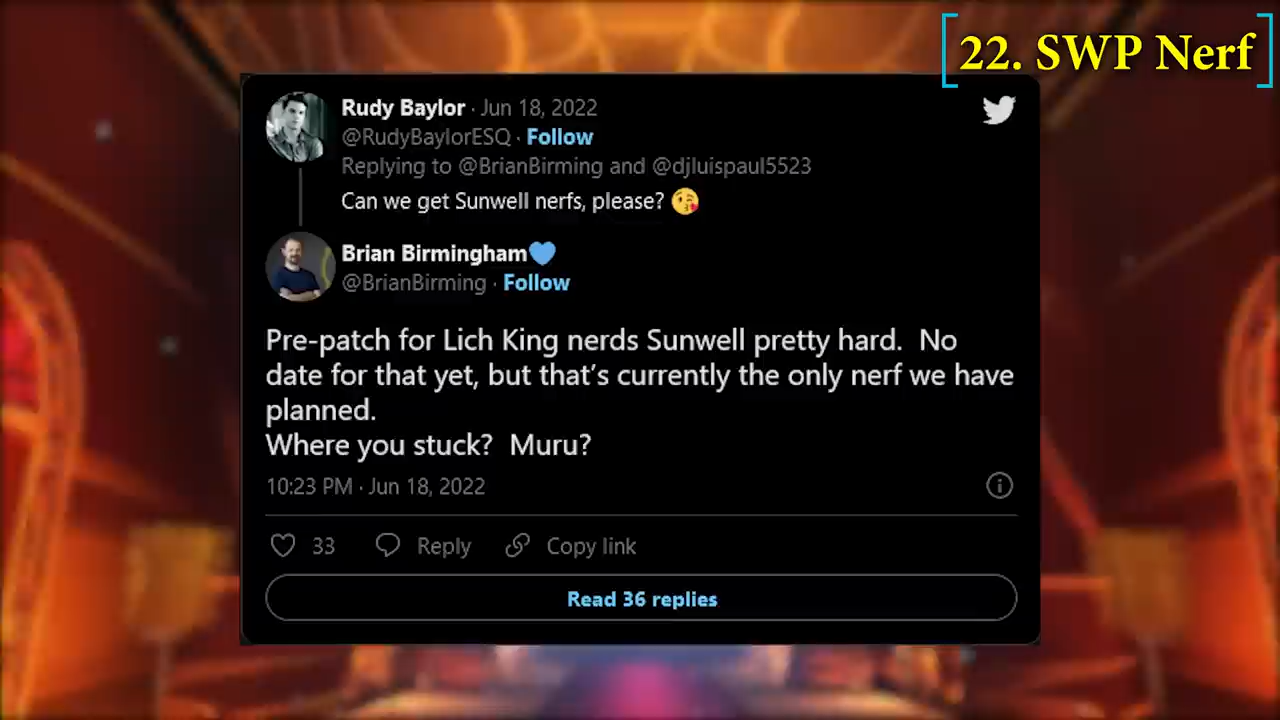 22. SWP Nerf
Rudy Baylor · Jun 18, 2022
@RudyBaylorESQ · Follow
Replying to @BrianBirming and @djluispaul5523
Can we get Sunwell nerfs, please? 😘
Brian Birmingham💙
@BrianBirming · Follow
Pre-patch for Lich King nerds Sunwell pretty hard.  No
date for that yet, but that’s currently the only nerf we have
planned.
Where you stuck?  Muru?
10:23 PM · Jun 18, 2022
33 Reply Copy link
Read 36 replies